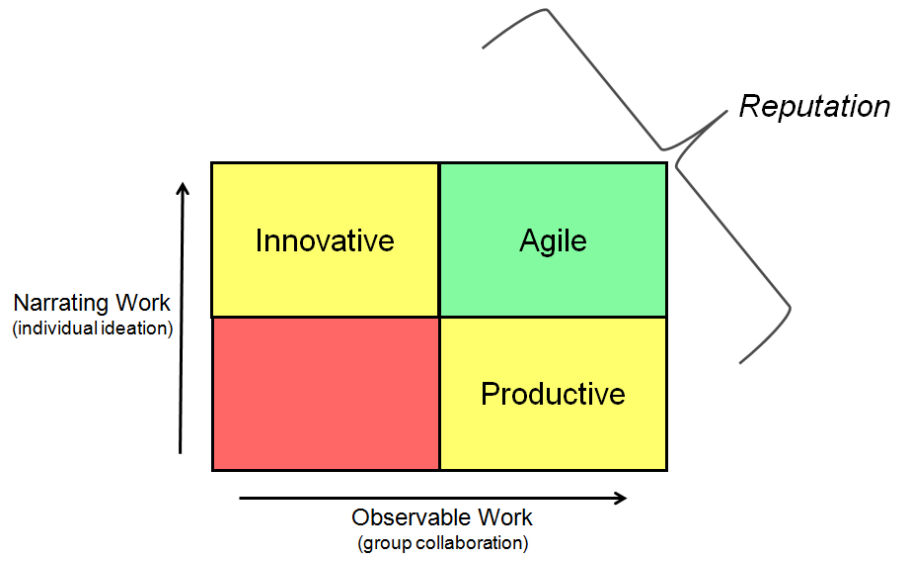 Reputation
Innovative
Agile
Narrating Work
(individual ideation)
Productive
Observable Work
(group collaboration)